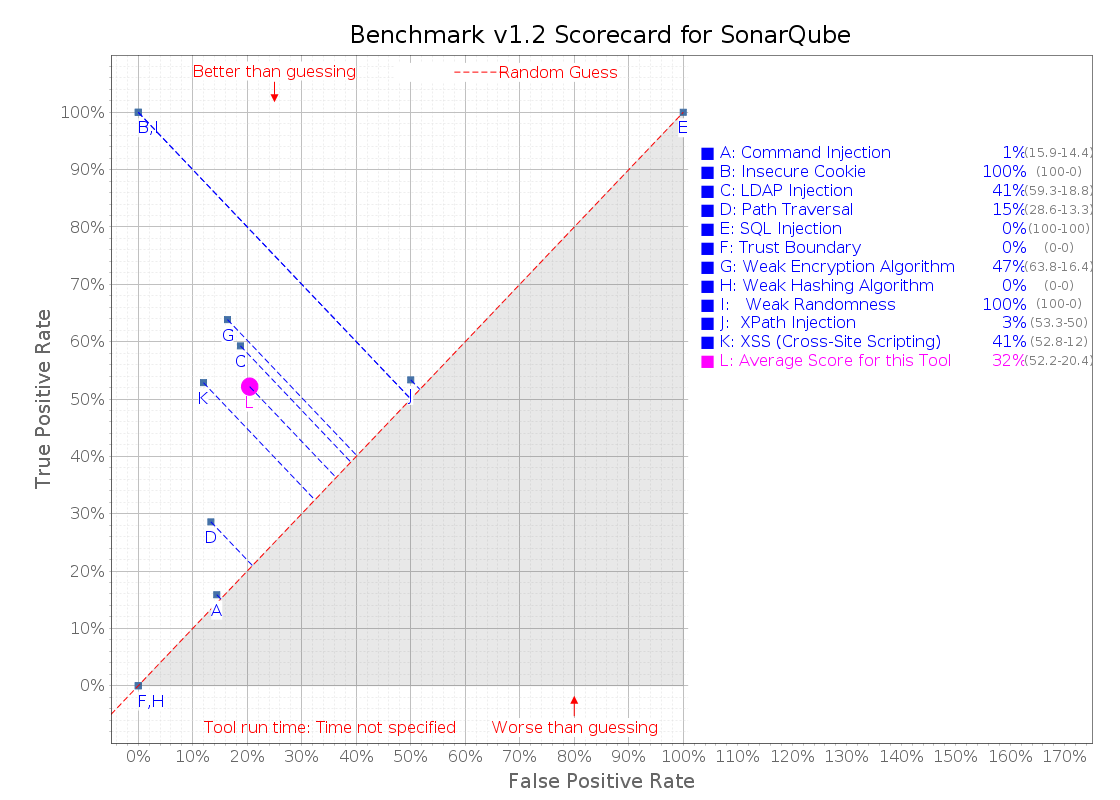 Benchmark v1.2 Scorecard for SonarQube
Better than guessing
Random Guess
100%
90%
80%
70%
60%
50%
40%
30%
20%
10%
0%
True Positive Rate
B,I
E
G
C
K
L
J
D
A
F,H
A: Command Injection 1% (15.9-14.4)
B: Insecure Cookie 100% (100-0)
C: LDAP Injection 41% (59.3-18.8)
D: Path Traversal 15% (28.6-13.3)
E: SQL Injection 0% (100-100)
F: Trust Boundary 0% (0-0)
G: Weak Encryption Algorithm 47% (63.8-16.4)
H: Weak Hashing Algorithm 0% (0-0)
I: Weak Randomness 100% (100-0)
J: XPath Injection 3% (53.3-50)
K: XSS (Cross-Site Scripting) 41% (52.8-12)
L: Average Score for this Tool 32% (52.2-20.4)
Tool run time: Time not specified
Worse than guessing
0% 10% 20% 30% 40% 50% 60% 70% 80% 90% 100% 110% 120% 130% 140% 150% 160% 170%
False Positive Rate